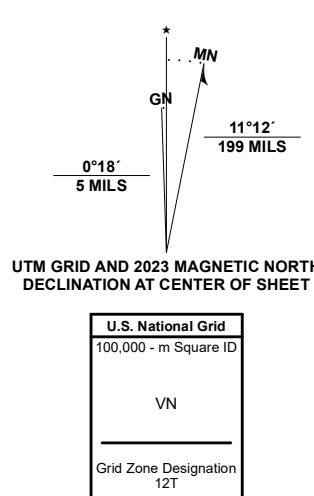 ★
MN
GN
11°12´
199 MILS
0°18´
5 MILS
UTM GRID AND 2023 MAGNETIC NORTH
DECLINATION AT CENTER OF SHEET
U.S. National Grid
100,000 - m Square ID
VN
Grid Zone Designation
12T